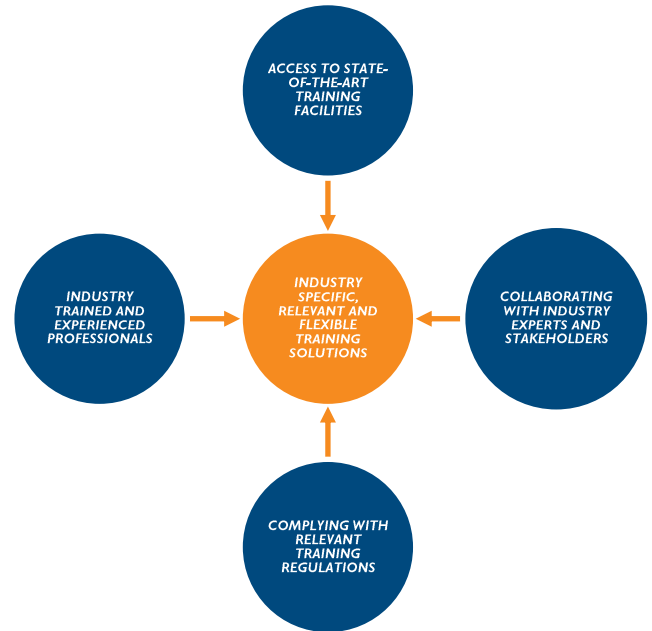 ACCESS TO STATE-
OF-THE-ART
TRAINING
FACILITIES
INDUSTRY
TRAINED AND
EXPERIENCED
PROFESSIONALS
INDUSTRY
SPECIFIC,
RELEVANT AND
FLEXIBLE
TRAINING
SOLUTIONS
COLLABORATING
WITH INDUSTRY
EXPERTS AND
STAKEHOLDERS
COMPLYING WITH
RELEVANT
TRAINING
REGULATIONS